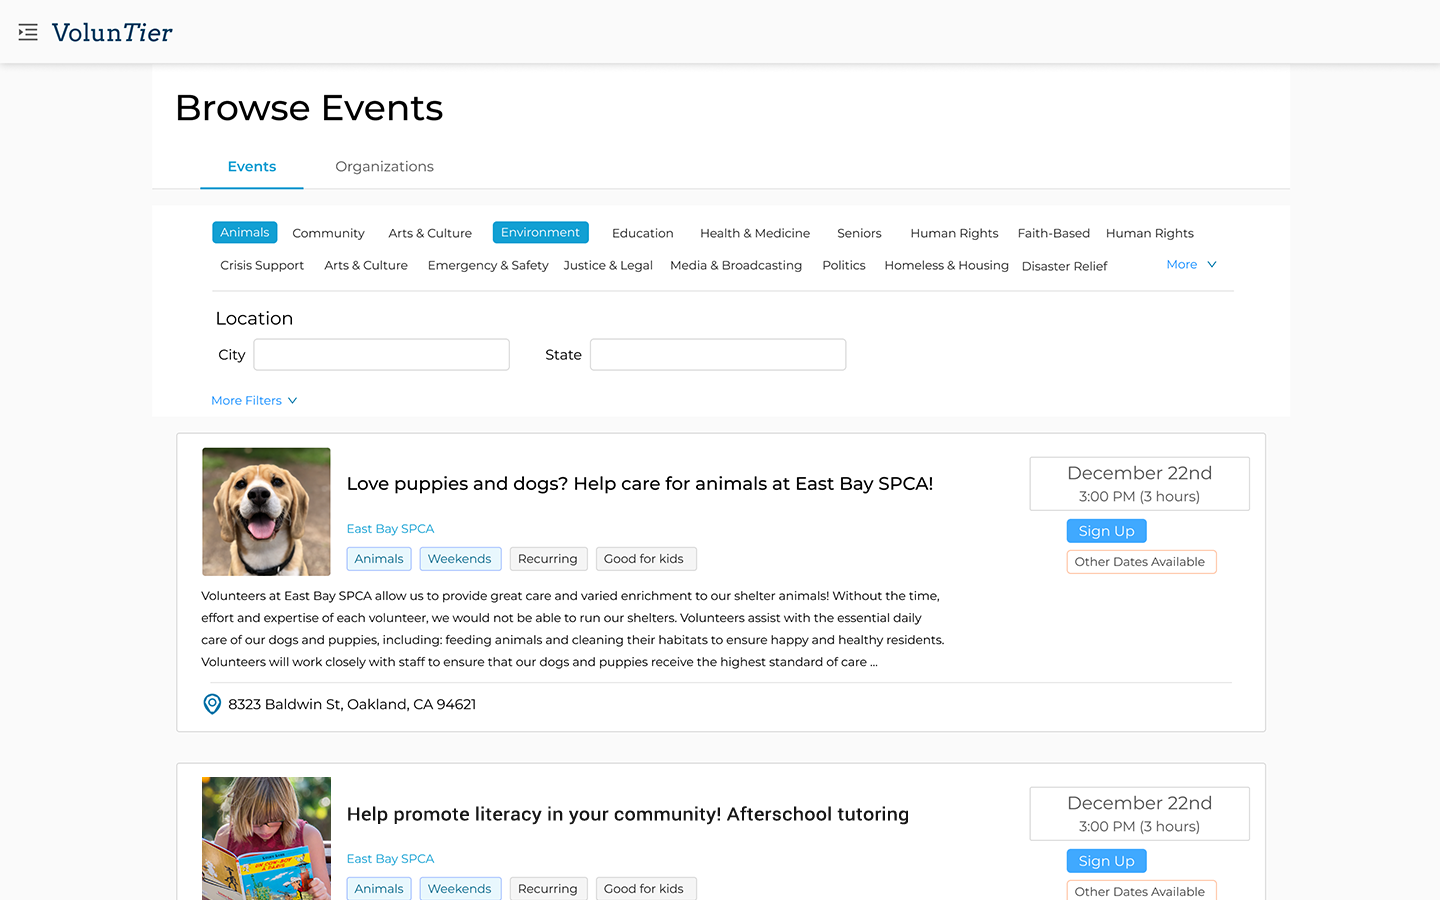 VolunTier
Browse Events
Events Organizations
Animals Community Arts & Culture Environment Education Health & Medicine Seniors Human Rights Faith-Based Human Rights
Crisis Support Arts & Culture Emergency & Safety Justice & Legal Media & Broadcasting Politics Homeless & Housing Disaster Relief More
Location
City State
More Filters
Love puppies and dogs? Help care for animals at East Bay SPCA!
East Bay SPCA
Animals Weekends Recurring Good for kids
December 22nd
3:00 PM (3 hours)
Sign Up
Other Dates Available
Volunteers at East Bay SPCA allow us to provide great care and varied enrichment to our shelter animals! Without the time,
effort and expertise of each volunteer, we would not be able to run our shelters. Volunteers assist with the essential daily
care of our dogs and puppies, including: feeding animals and cleaning their habitats to ensure happy and healthy residents.
Volunteers will work closely with staff to ensure that our dogs and puppies receive the highest standard of care ...
8323 Baldwin St, Oakland, CA 94621
Help promote literacy in your community! Afterschool tutoring
East Bay SPCA
Animals Weekends Recurring Good for kids
December 22nd
3:00 PM (3 hours)
Sign Up
Other Dates Available